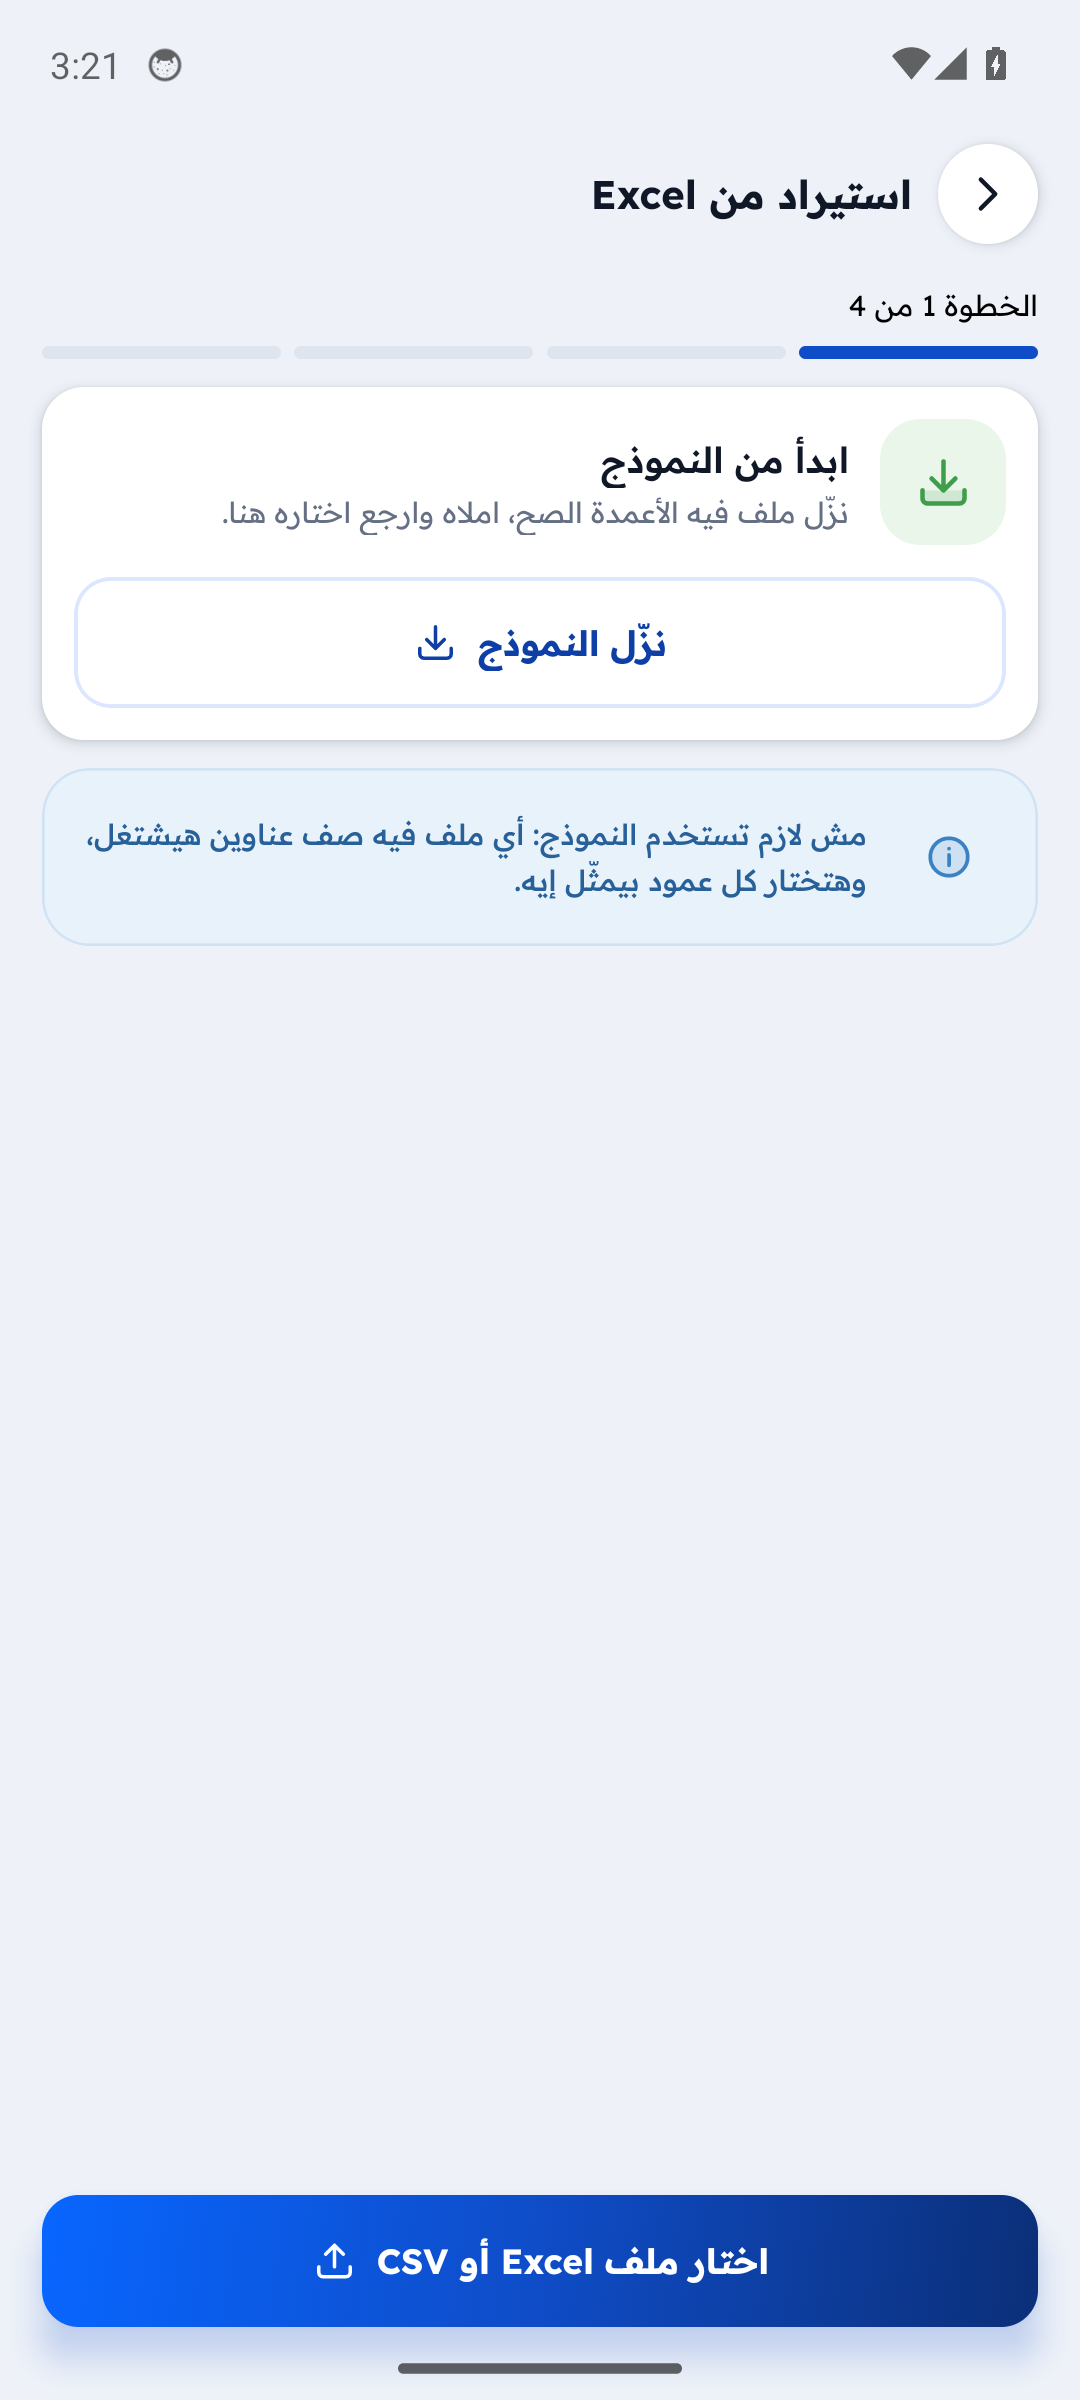 3:21
استيراد من Excel
الخطوة 1 من 4
ابدأ من النموذج
نزّل ملف فيه الأعمدة الصح، املاه وارجع اختاره هنا.
نزّل النموذج
مش لازم تستخدم النموذج: أي ملف فيه صف عناوين هيشتغل،
وهتختار كل عمود بيمثّل إيه.
اختار ملف Excel أو CSV